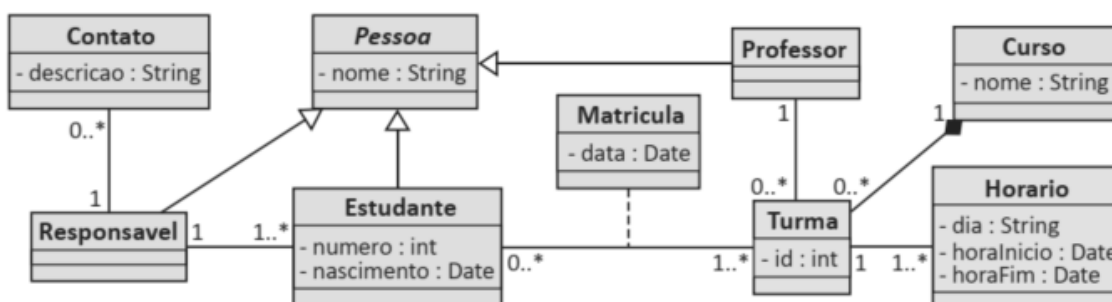 Contato
- descricao : String
Pessoa
- nome : String
Professor
Curso
- nome : String
Matricula
- data : Date
0..*
1
1
1
0..*
0..*
Responsavel
1
1..*
Estudante
- numero : int
- nascimento : Date
0..*
1..*
Turma
- id : int
1
1..*
Horario
- dia : String
- horaInicio : Date
- horaFim : Date